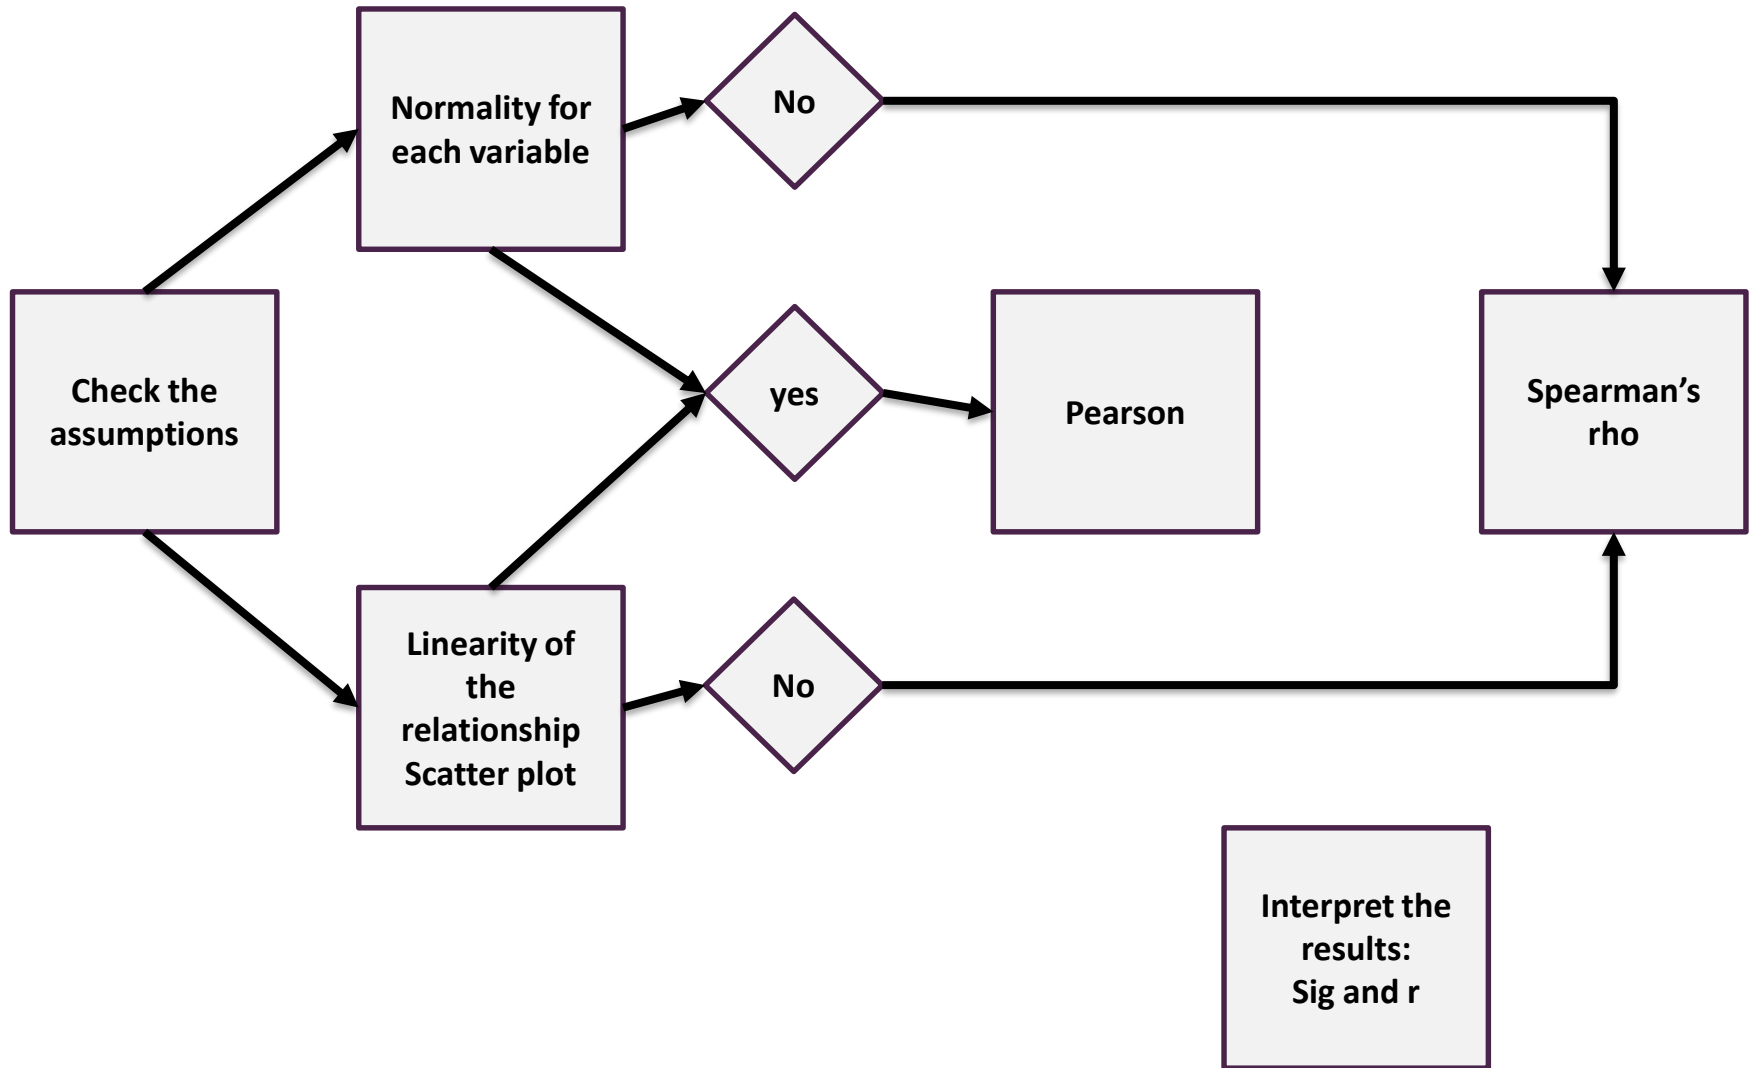 Normality for
each variable
No
Check the
assumptions
yes
Pearson
Spearman’s
rho
Linearity of
the
relationship
Scatter plot
No
Interpret the
results:
Sig and r